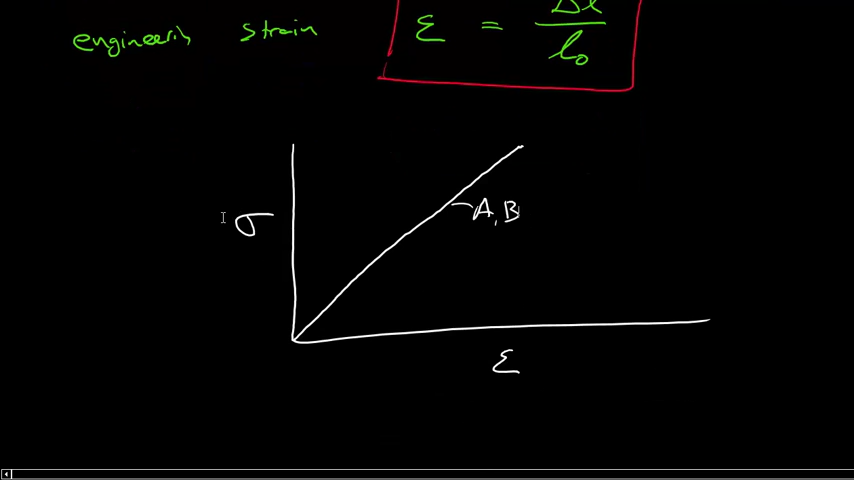 engineering strain ε = Δl / l₀
σ
A, B
ε